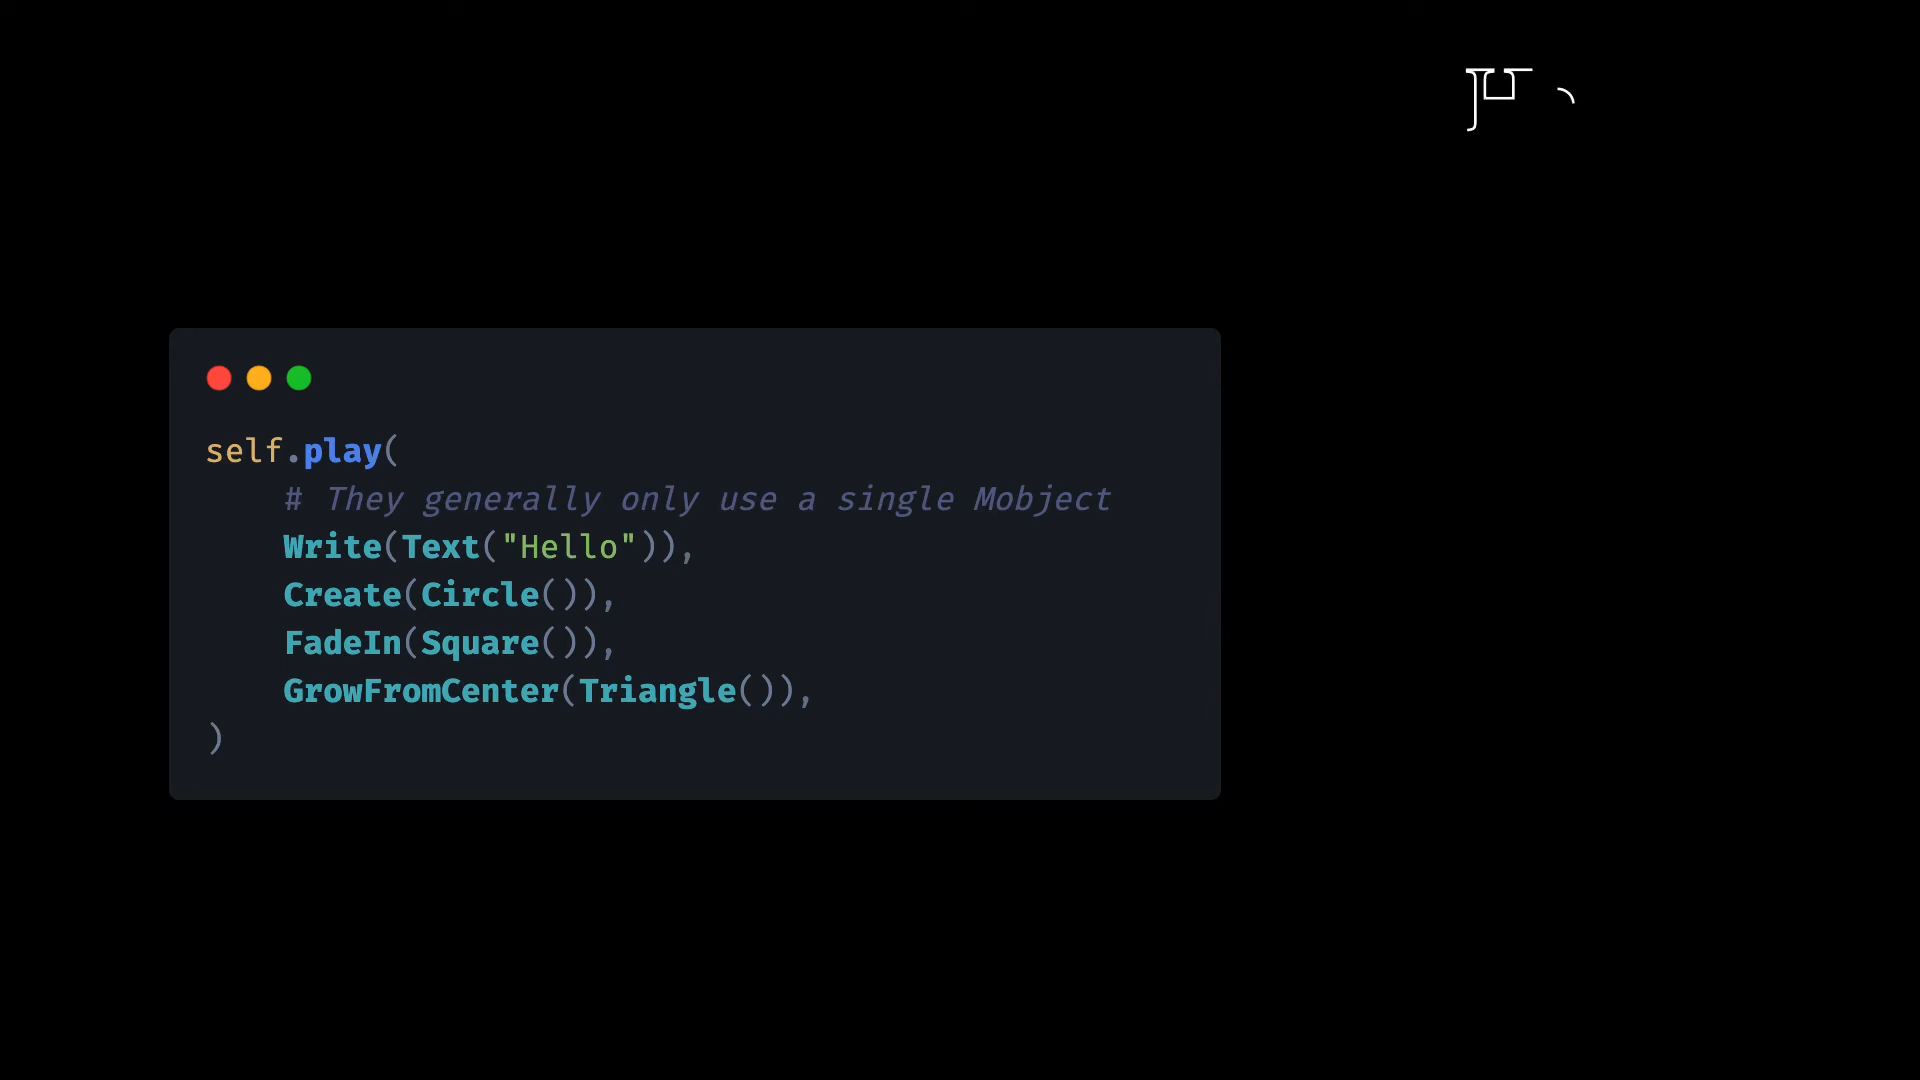 self.play(
    # They generally only use a single Mobject
    Write(Text("Hello")),
    Create(Circle()),
    FadeIn(Square()),
    GrowFromCenter(Triangle()),
)